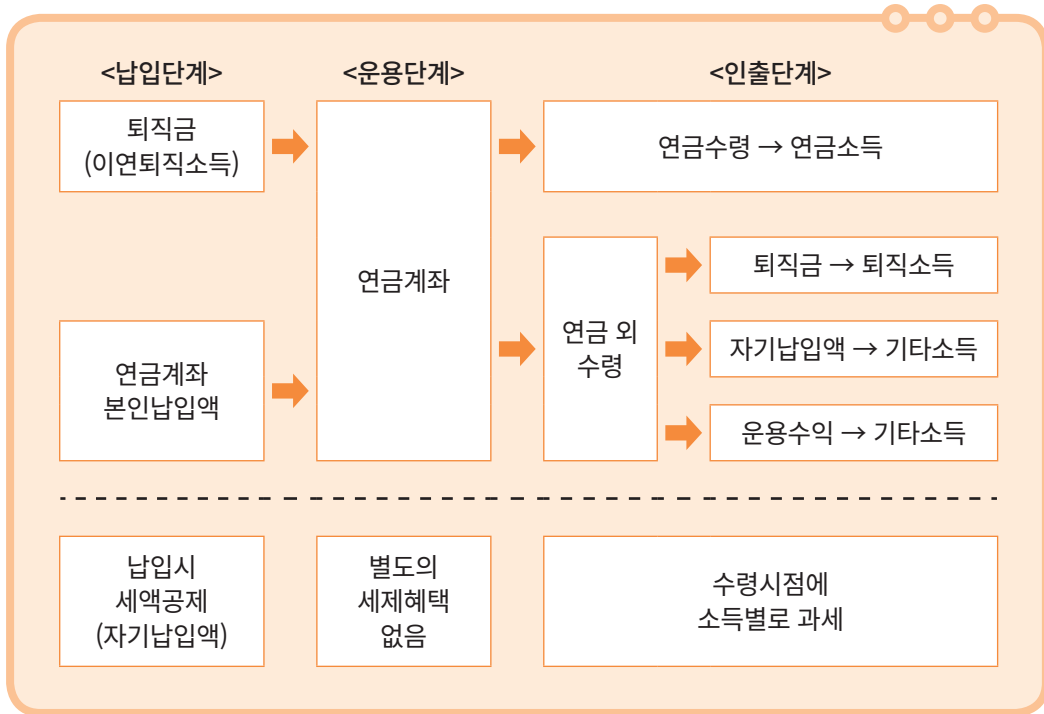 <납입단계>
<운용단계>
<인출단계>
퇴직금
(이연퇴직소득)
연금계좌
본인납입액
연금계좌
연금수령 → 연금소득
연금 외
수령
퇴직금 → 퇴직소득
자기납입액 → 기타소득
운용수익 → 기타소득
납입시
세액공제
(자기납입액)
별도의
세제혜택
없음
수령시점에
소득별로 과세